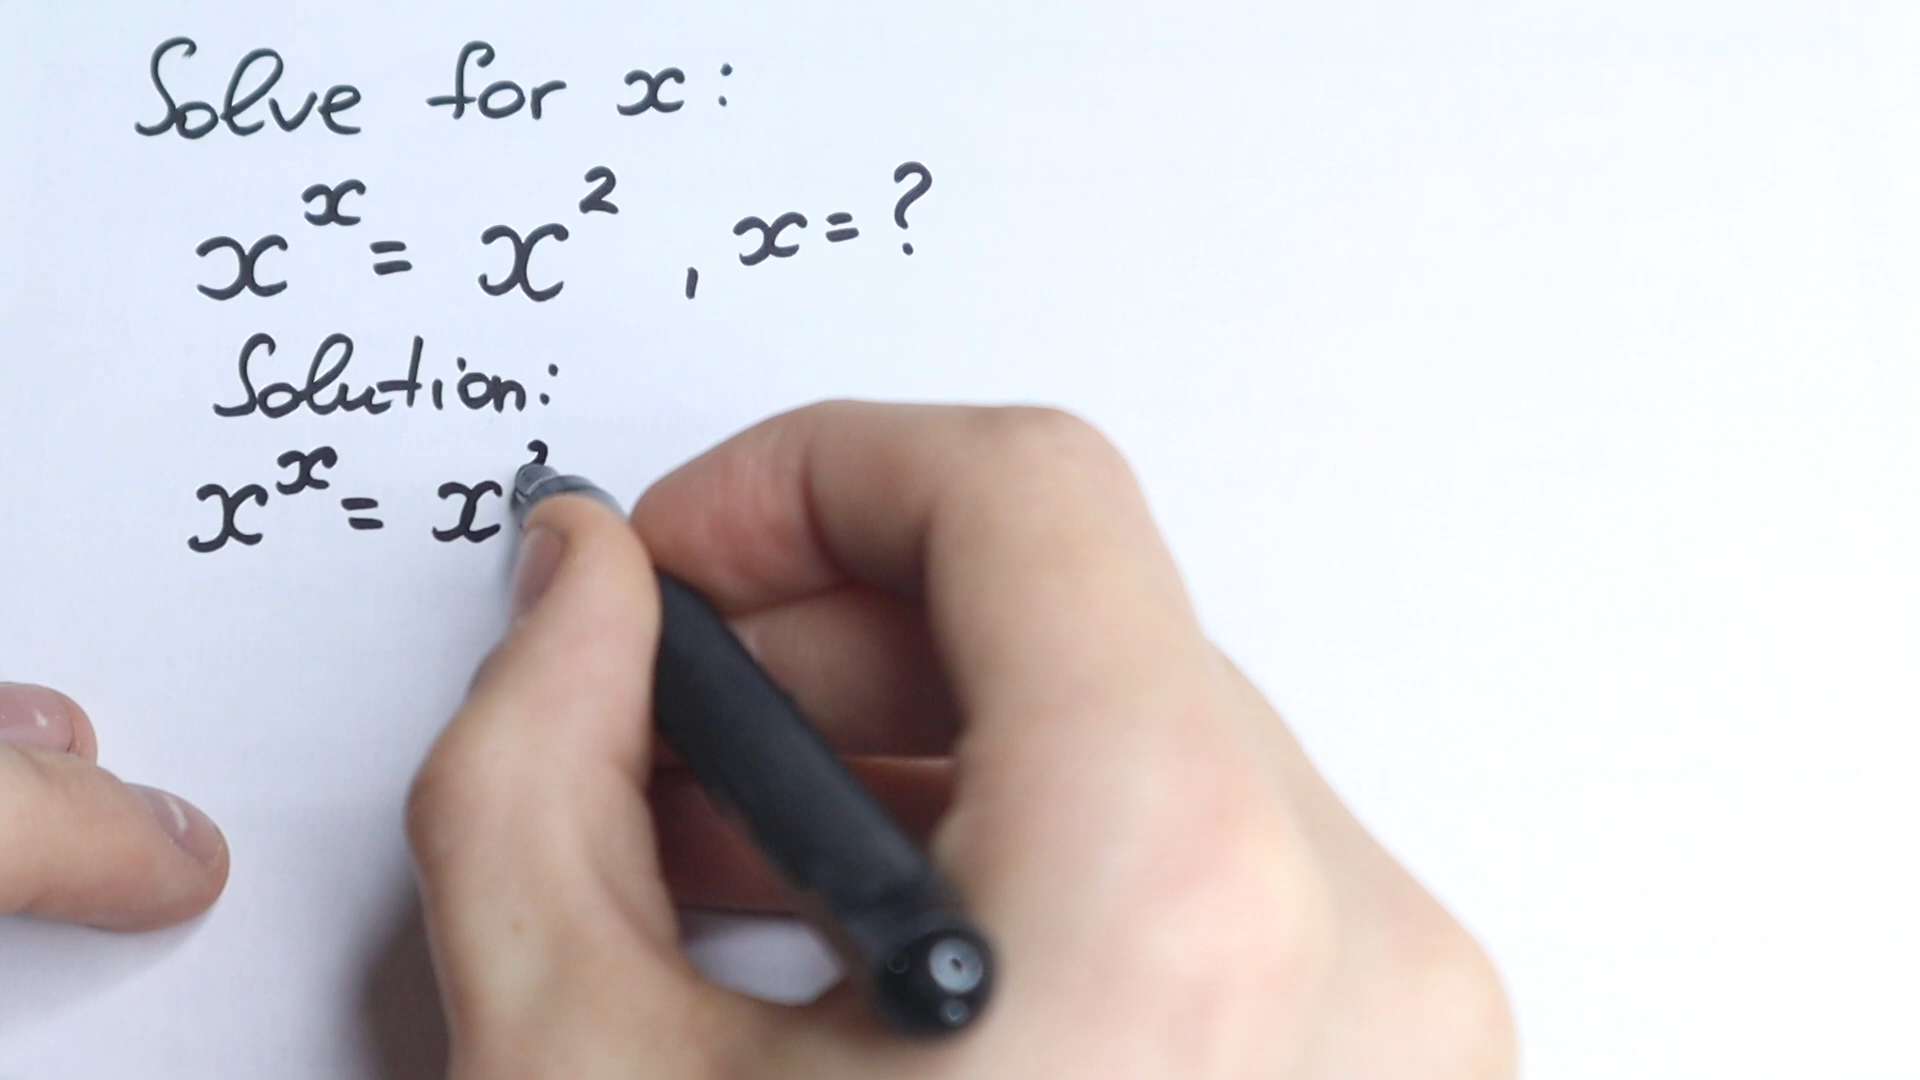 Solve for x:
x^x = x^2 , x = ?
Solution:
x^x = x